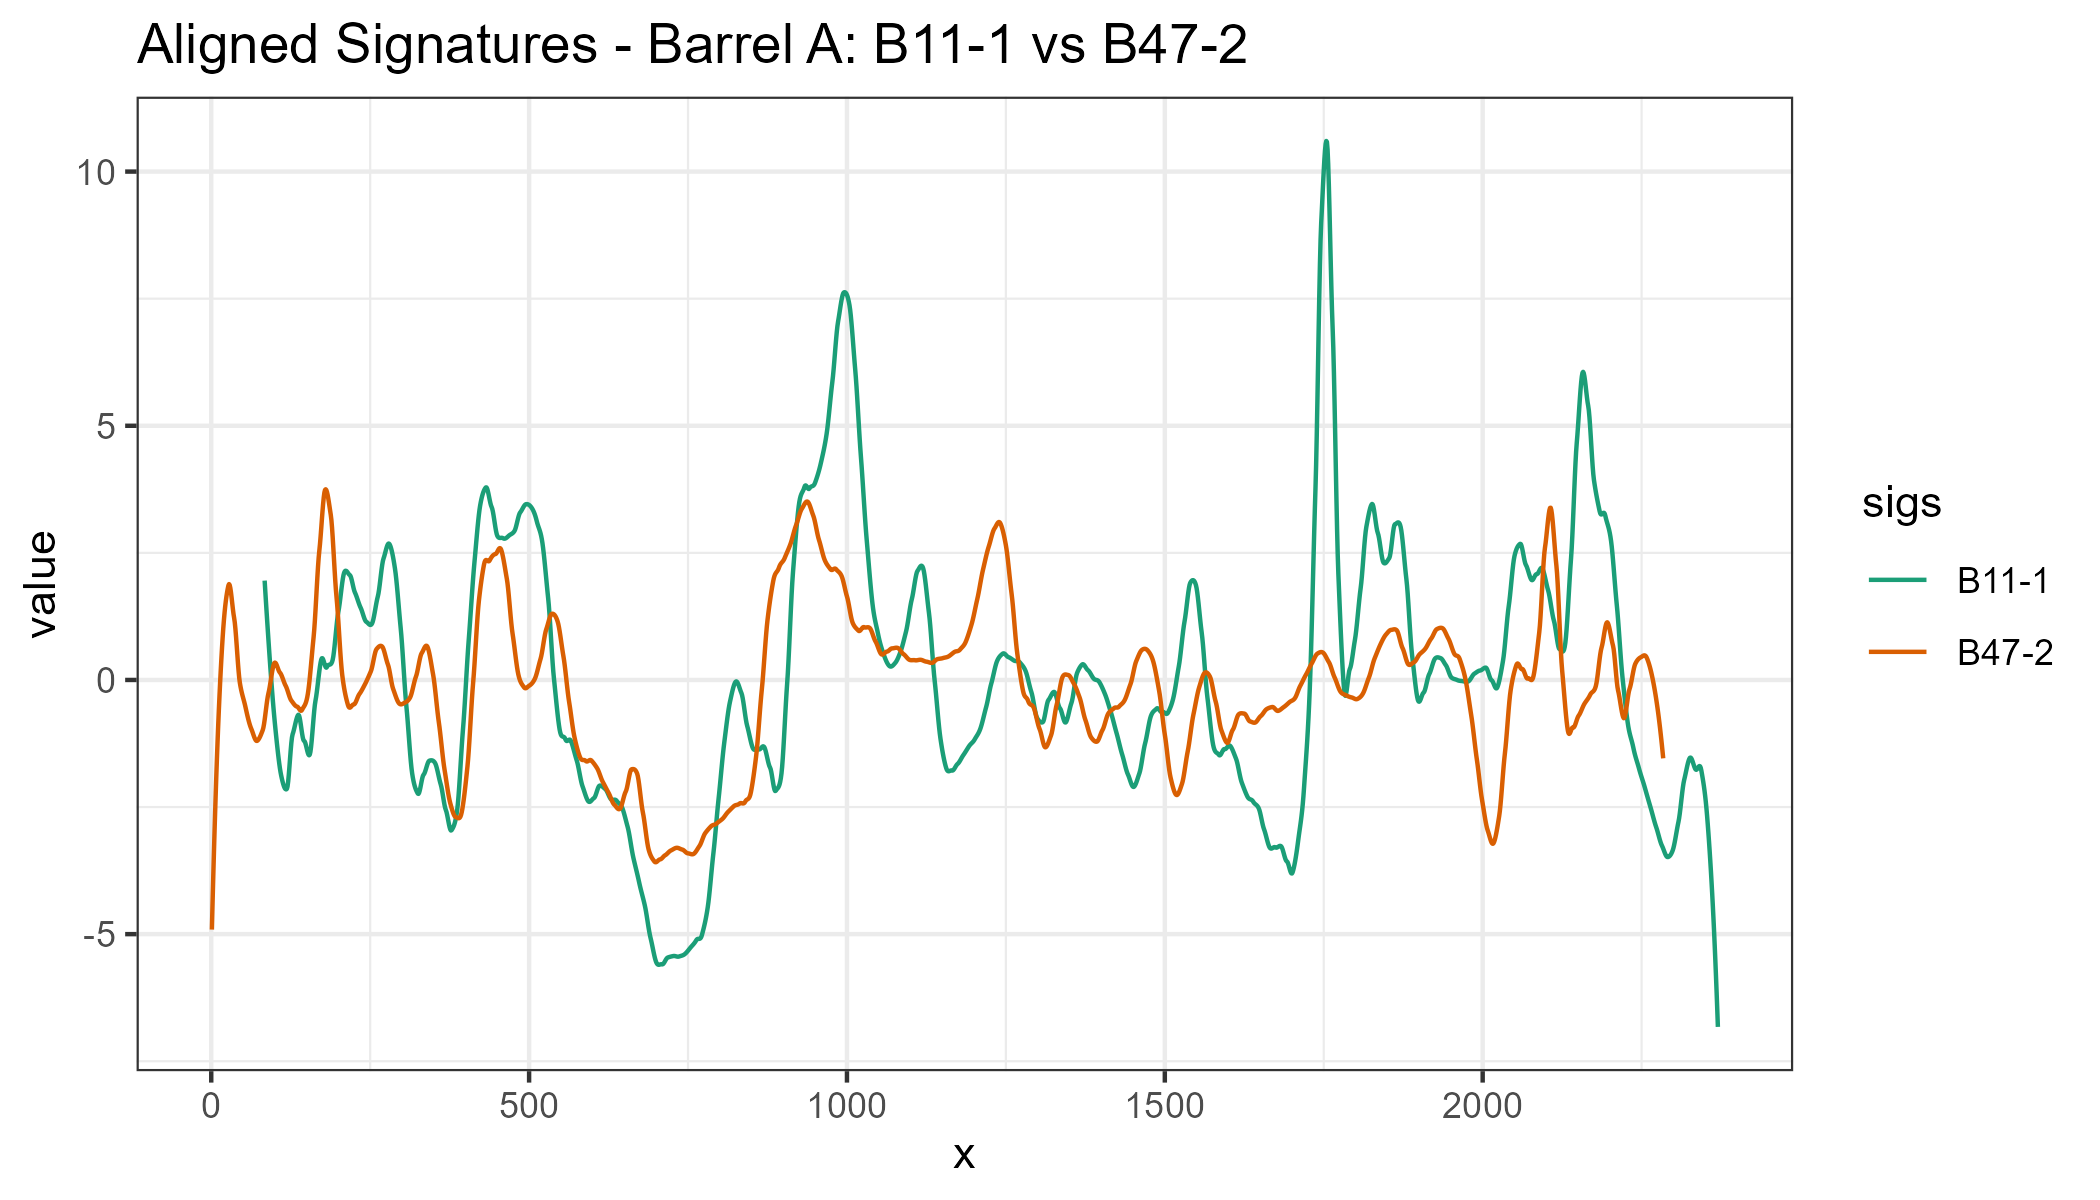 Aligned Signatures - Barrel A: B11-1 vs B47-2
10
5
0
-5
value
0 500 1000 1500 2000
x
sigs
B11-1
B47-2